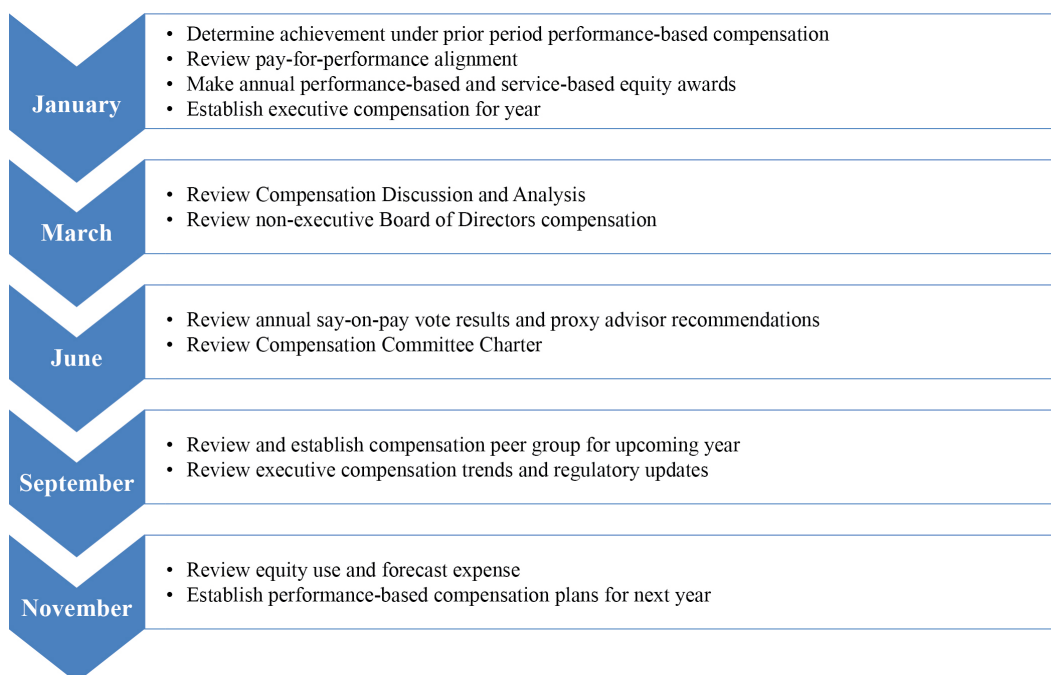 January
• Determine achievement under prior period performance-based compensation
• Review pay-for-performance alignment
• Make annual performance-based and service-based equity awards
• Establish executive compensation for year
March
• Review Compensation Discussion and Analysis
• Review non-executive Board of Directors compensation
June
• Review annual say-on-pay vote results and proxy advisor recommendations
• Review Compensation Committee Charter
September
• Review and establish compensation peer group for upcoming year
• Review executive compensation trends and regulatory updates
November
• Review equity use and forecast expense
• Establish performance-based compensation plans for next year